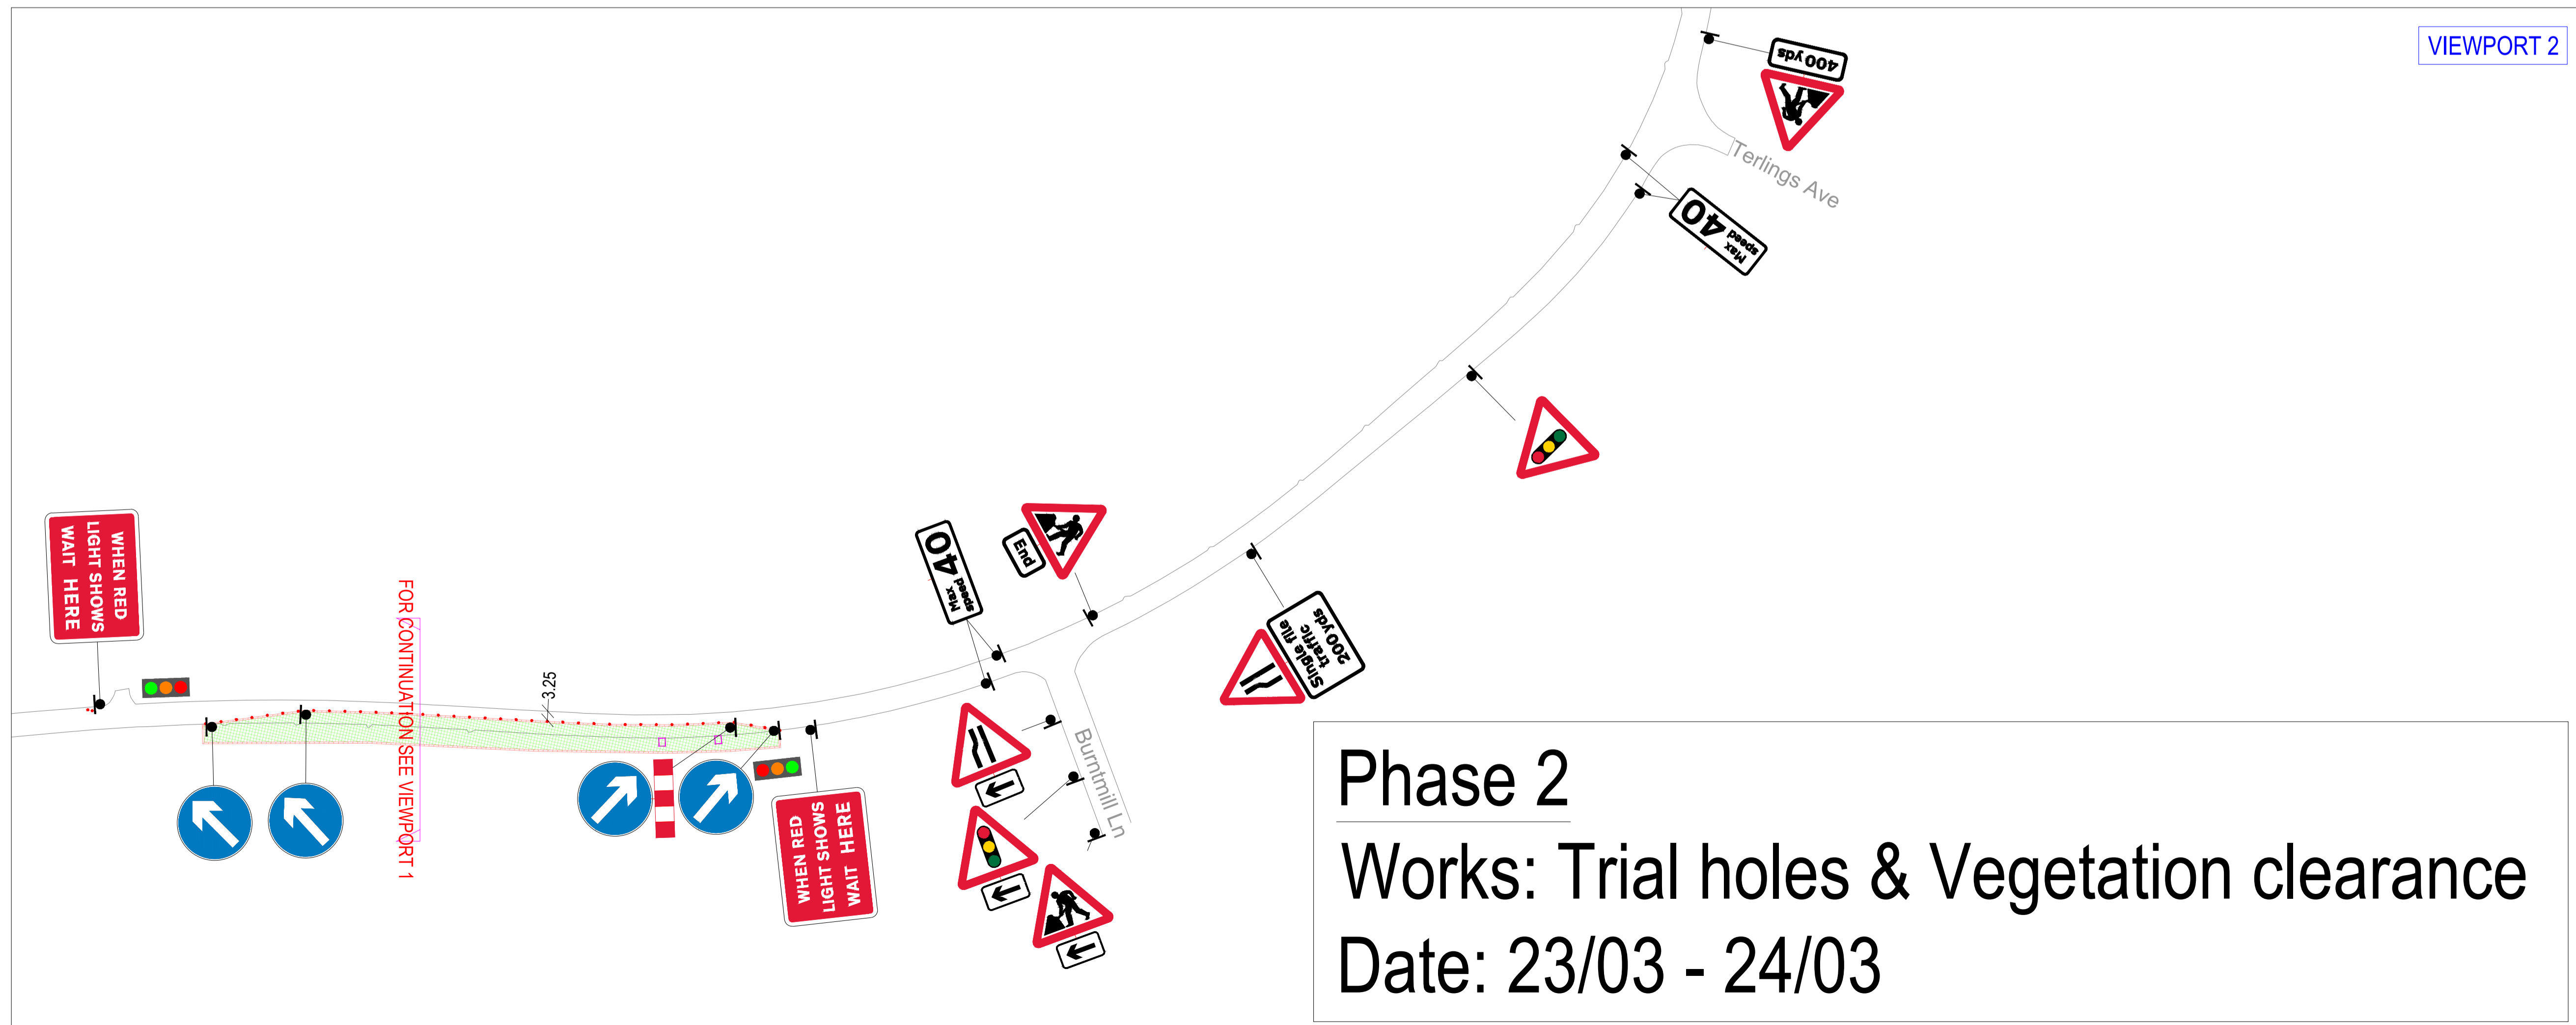 VIEWPORT 2
400 yds
Terlings Ave
Max
speed
40
Single file
traffic
200 yds
End
Max
speed
40
WHEN RED
LIGHT SHOWS
WAIT HERE
FOR CONTINUATION SEE VIEWPORT 1
3.25
WHEN RED
LIGHT SHOWS
WAIT HERE
Burntmill Ln
Phase 2
Works: Trial holes & Vegetation clearance
Date: 23/03 - 24/03